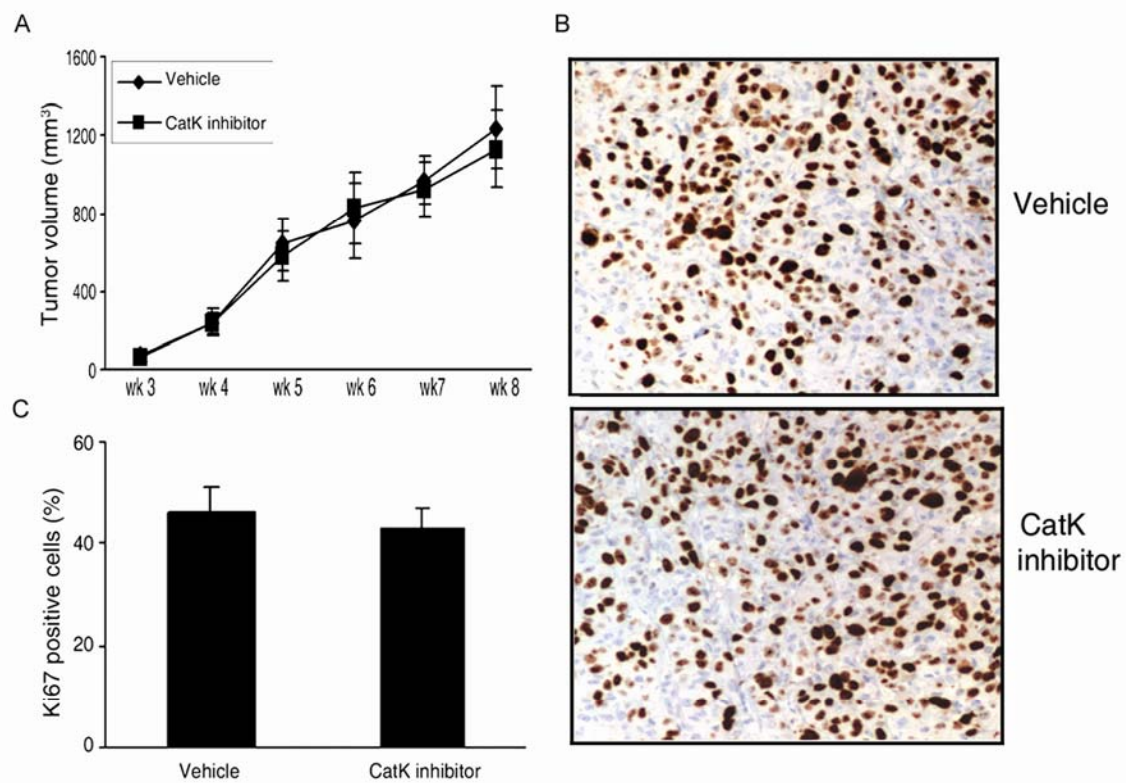 A
Tumor volume (mm³)
1600
1200
800
400
0
Vehicle
CatK inhibitor
wk 3 wk 4 wk 5 wk 6 wk7 wk 8
B
Vehicle
CatK
inhibitor
C
Ki67 positive cells (%)
60
40
20
0
Vehicle CatK inhibitor